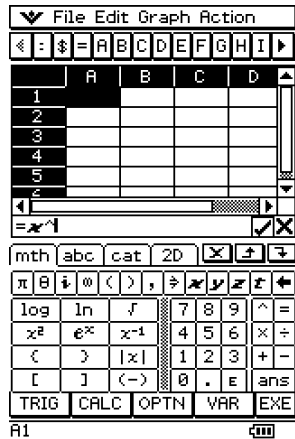 File Edit Graph Action
: $ = A B C D E F G H I
A B C D
1
2
3
4
5
=x^
mth abc cat 2D
π θ i ∞ ( ) , ⇒ x y z t ←
log ln √ 7 8 9 ^ =
x² eˣ x⁻¹ 4 5 6 × ÷
( ) |x| 1 2 3 + −
[ ] (−) 0 . E ans
TRIG CALC OPTN VAR EXE
A1